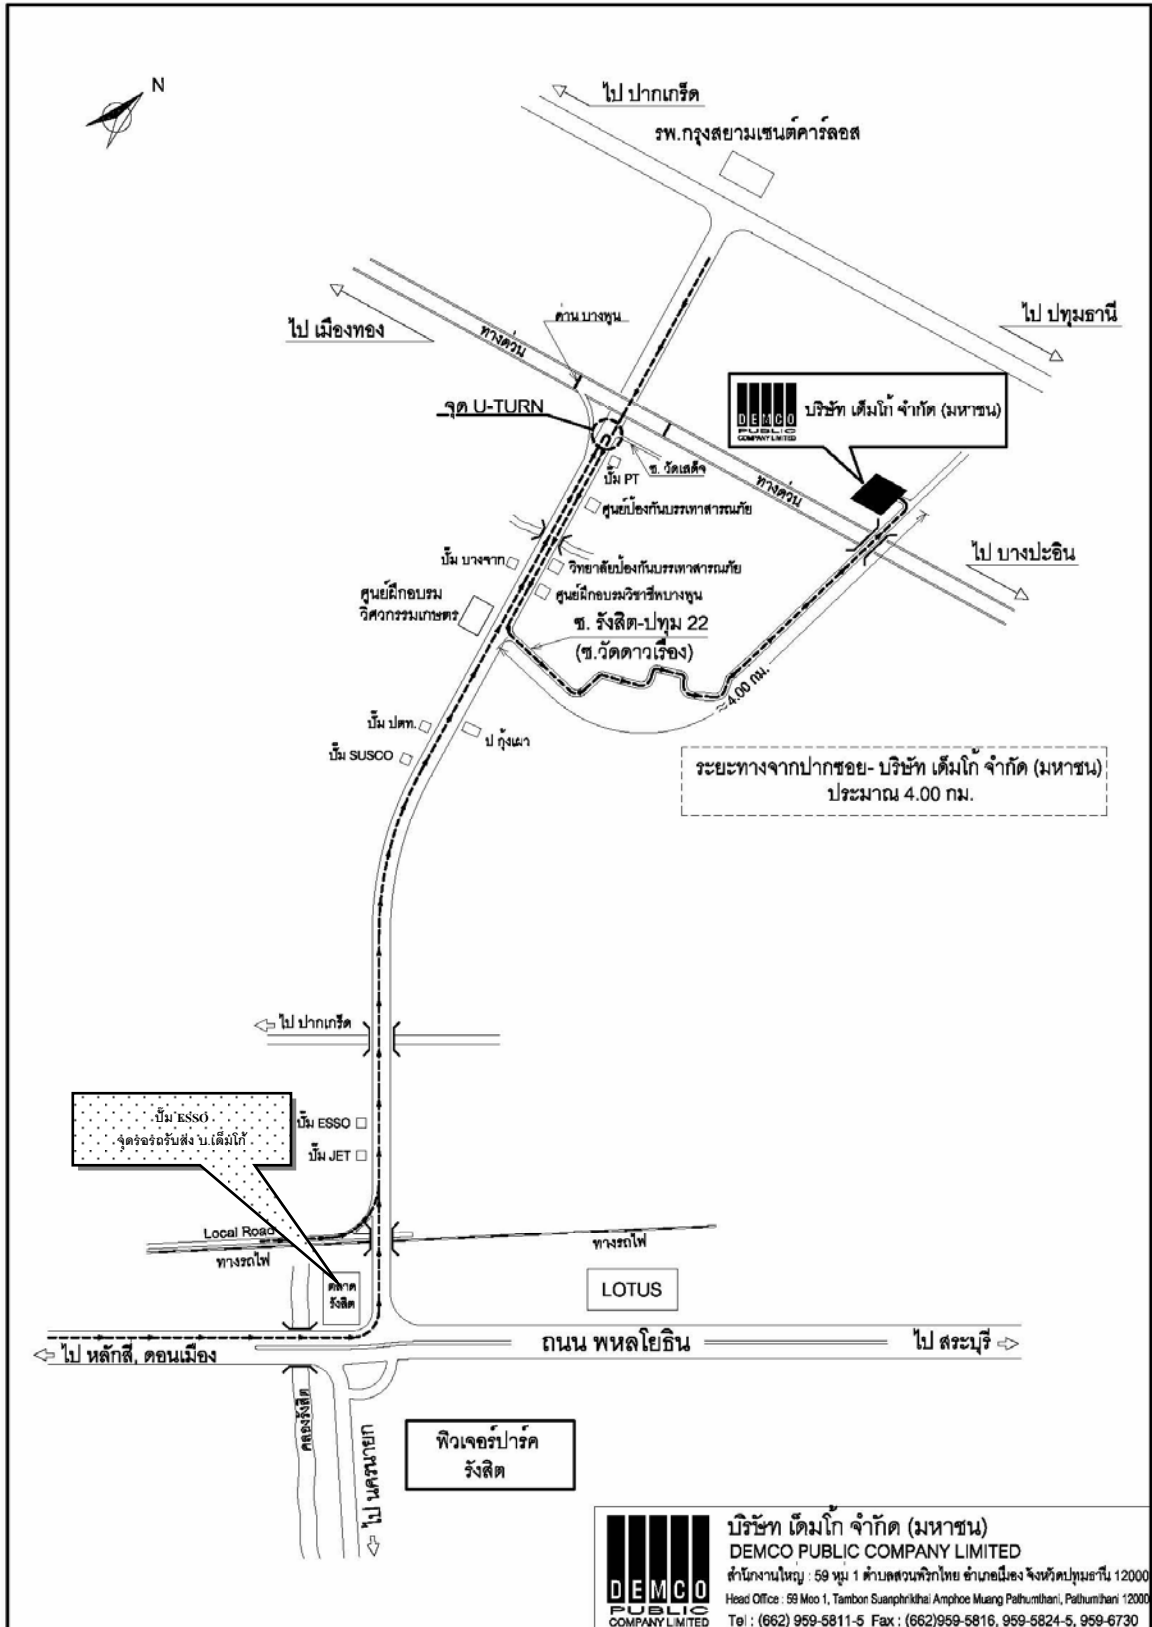 N
ไป ปากเกร็ด
รพ.กรุงสยามเซนต์คาร์ลอส
ไป เมืองทอง
ด่าน บางพูน
ทางด่วน
ไป ปทุมธานี
DEMCO
PUBLIC
COMPANY LIMITED
บริษัท เด็มโก้ จำกัด (มหาชน)
จุด U-TURN
ซ. วัดเสด็จ
ปั๊ม PT
ทางด่วน
ศูนย์ป้องกันบรรเทาสารณภัย
ไป บางปะอิน
ปั๊ม บางจาก
วิทยาลัยป้องกันบรรเทาสารณภัย
ศูนย์ฝึกอบรมวิชาชีพบางพูน
ศูนย์ฝึกอบรม
วิศวกรรมเกษตร
ซ. รังสิต-ปทุม 22
(ซ.วัดดาวเรือง)
≈4.00 กม.
ปั๊ม ปตท.
ป กุ้งเผา
ปั๊ม SUSCO
ระยะทางจากปากซอย- บริษัท เด็มโก้ จำกัด (มหาชน)
ประมาณ 4.00 กม.
ไป ปากเกร็ด
ปั๊ม ESSO
จุดรอรถรับส่ง บ.เด็มโก้
ปั๊ม ESSO
ปั๊ม JET
Local Road
ทางรถไฟ
ทางรถไฟ
ตลาด
รังสิต
LOTUS
ไป หลักสี่, ดอนเมือง
ถนน พหลโยธิน
ไป สระบุรี
คลองรังสิต
ไป นครนายก
ฟิวเจอร์ปาร์ค
รังสิต
DEMCO
PUBLIC
COMPANY LIMITED
บริษัท เด็มโก้ จำกัด (มหาชน)
DEMCO PUBLIC COMPANY LIMITED
สำนักงานใหญ่ : 59 หมู่ 1 ตำบลสวนพริกไทย อำเภอเมือง จังหวัดปทุมธานี 12000
Head Office : 59 Moo 1, Tambon Suanphrikthai Amphoe Muang Pathumthani, Pathumthani 12000
Tel : (662) 959-5811-5 Fax : (662)959-5816, 959-5824-5, 959-6730